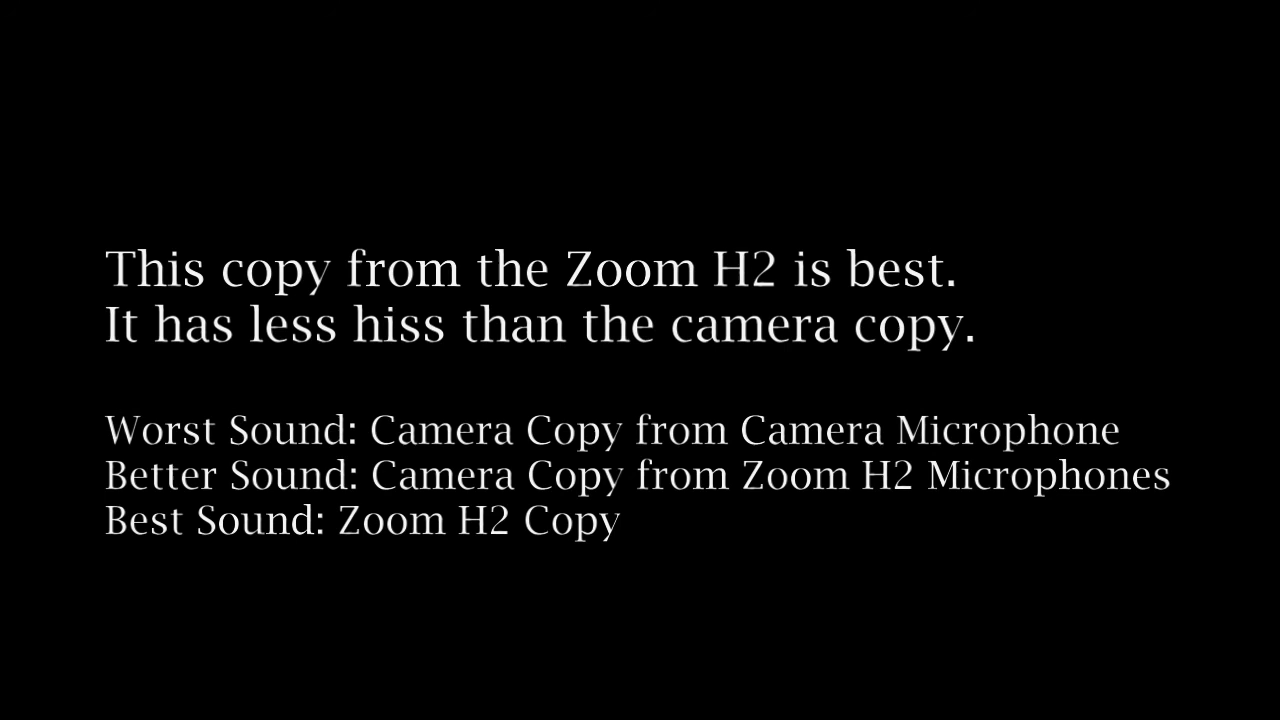 This copy from the Zoom H2 is best.
It has less hiss than the camera copy.
Worst Sound: Camera Copy from Camera Microphone
Better Sound: Camera Copy from Zoom H2 Microphones
Best Sound: Zoom H2 Copy